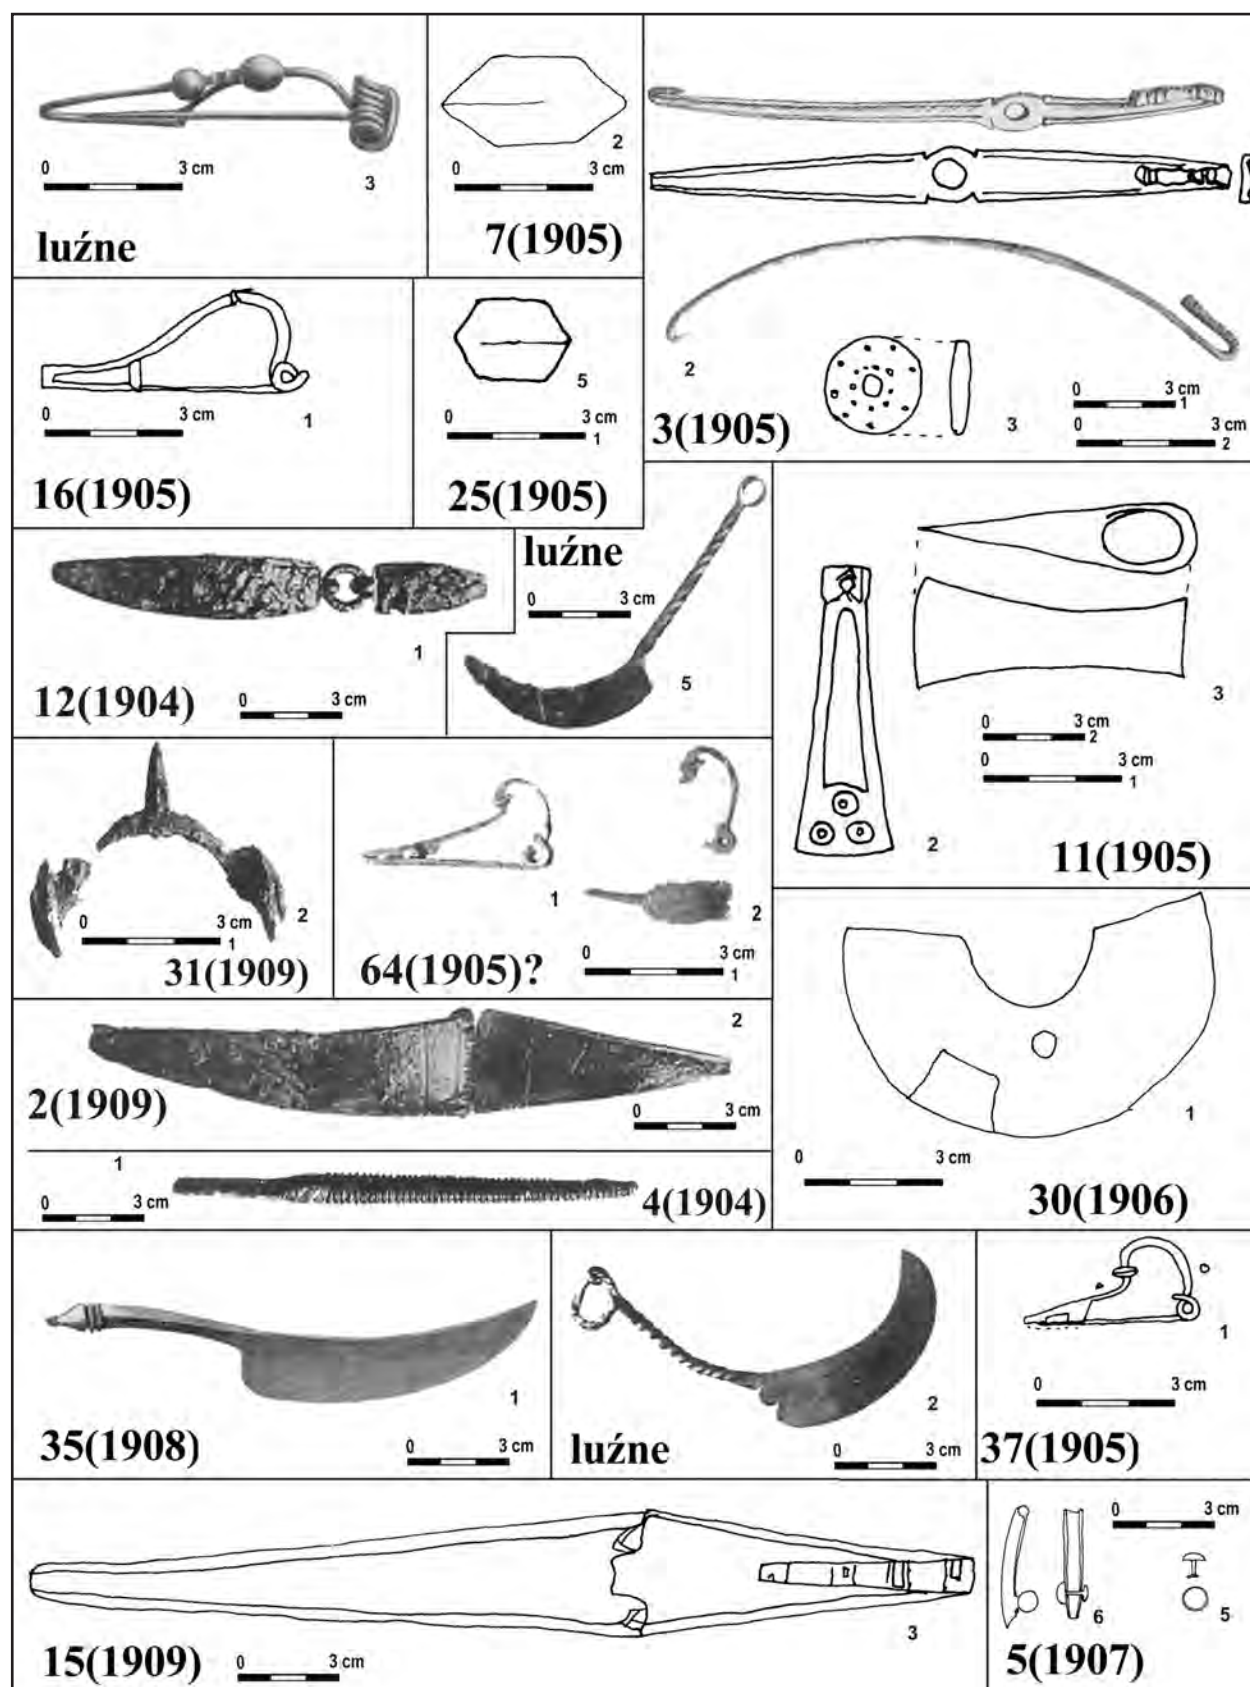 0 3 cm
3
luźne
2
0 3 cm
7(1905)
2
3
3(1905)
0 3 cm
1
0 3 cm
2
1
0 3 cm
16(1905)
5
0 3 cm
1
25(1905)
1
12(1904)
0 3 cm
luźne
0 3 cm
5
3
2
0 3 cm
2
0 3 cm
1
11(1905)
2
0 3 cm
1
31(1909)
1
2
0 3 cm
1
64(1905)?
2
2(1909)
0 3 cm
1
0 3 cm
4(1904)
1
0 3 cm
30(1906)
1
35(1908)
0 3 cm
2
luźne
0 3 cm
1
0 3 cm
37(1905)
3
15(1909)
0 3 cm
0 3 cm
6
5
5(1907)